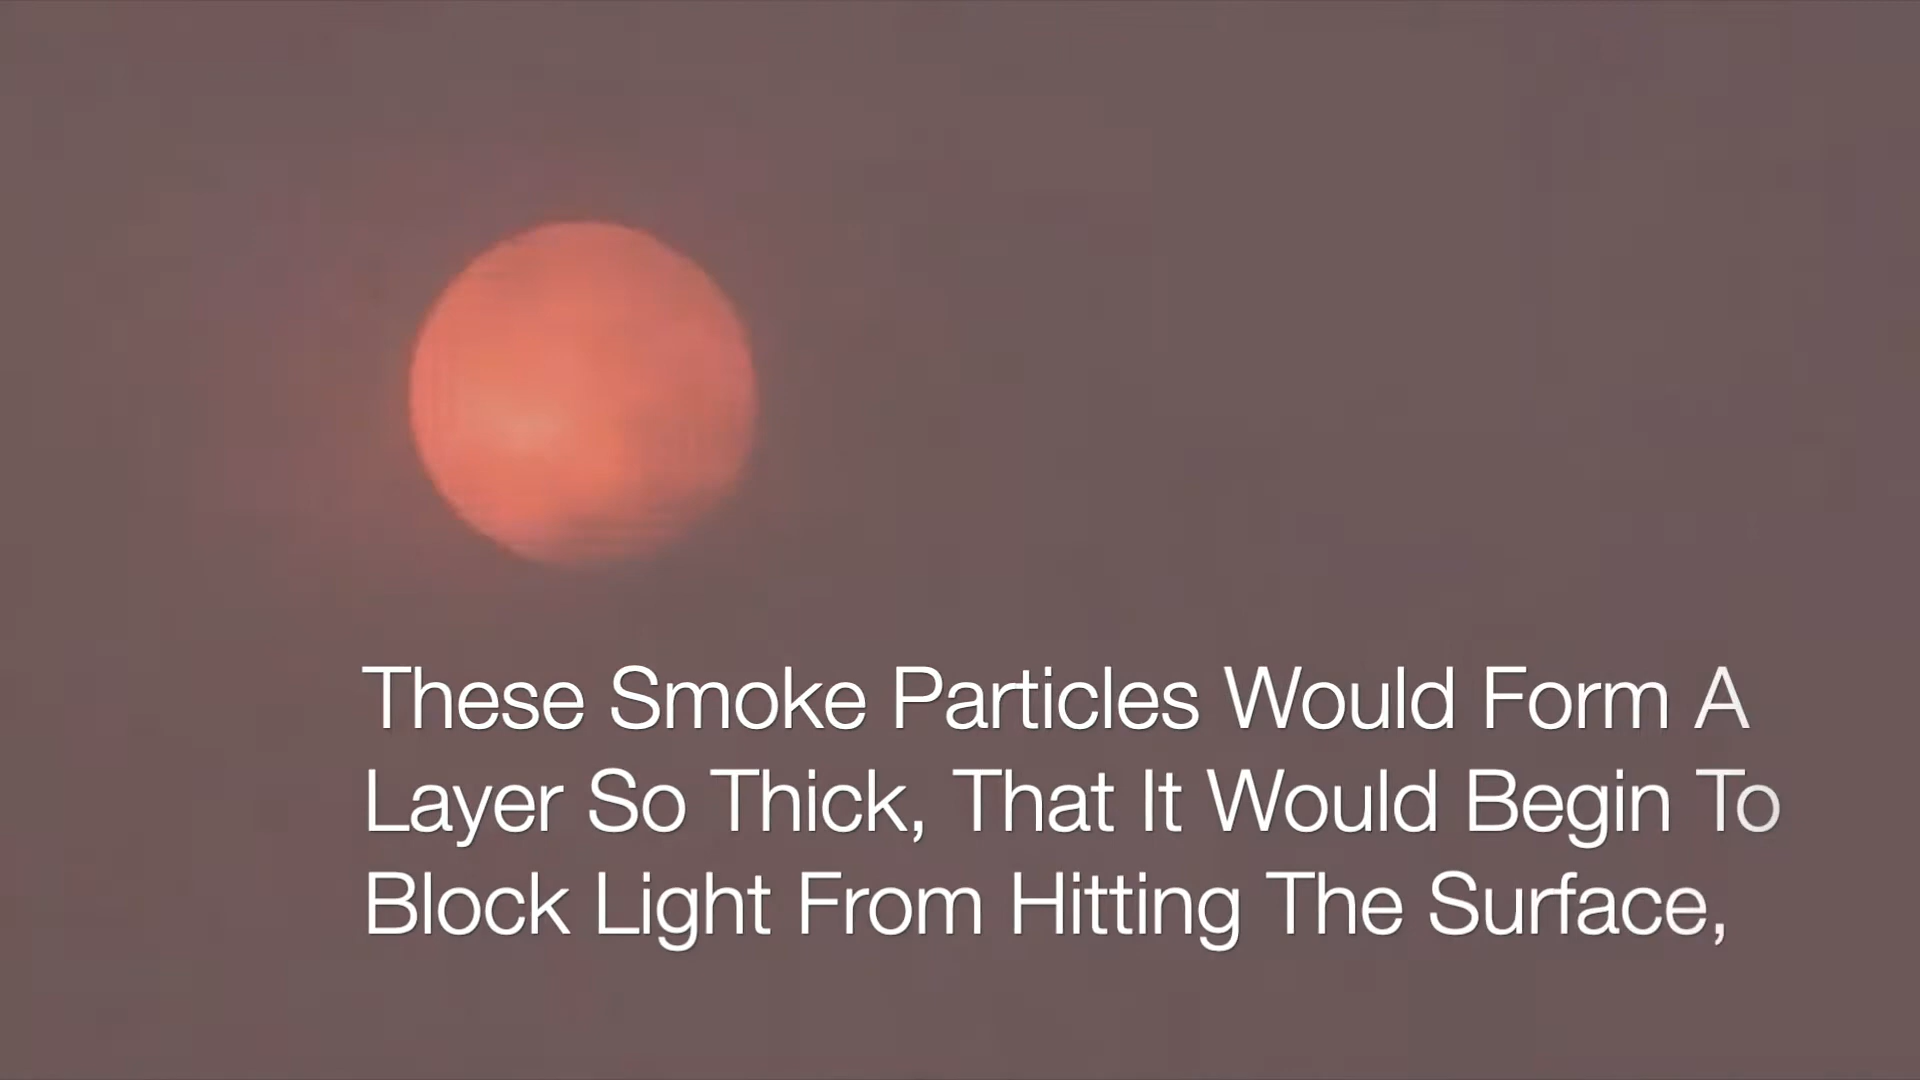 These Smoke Particles Would Form A
Layer So Thick, That It Would Begin To
Block Light From Hitting The Surface,